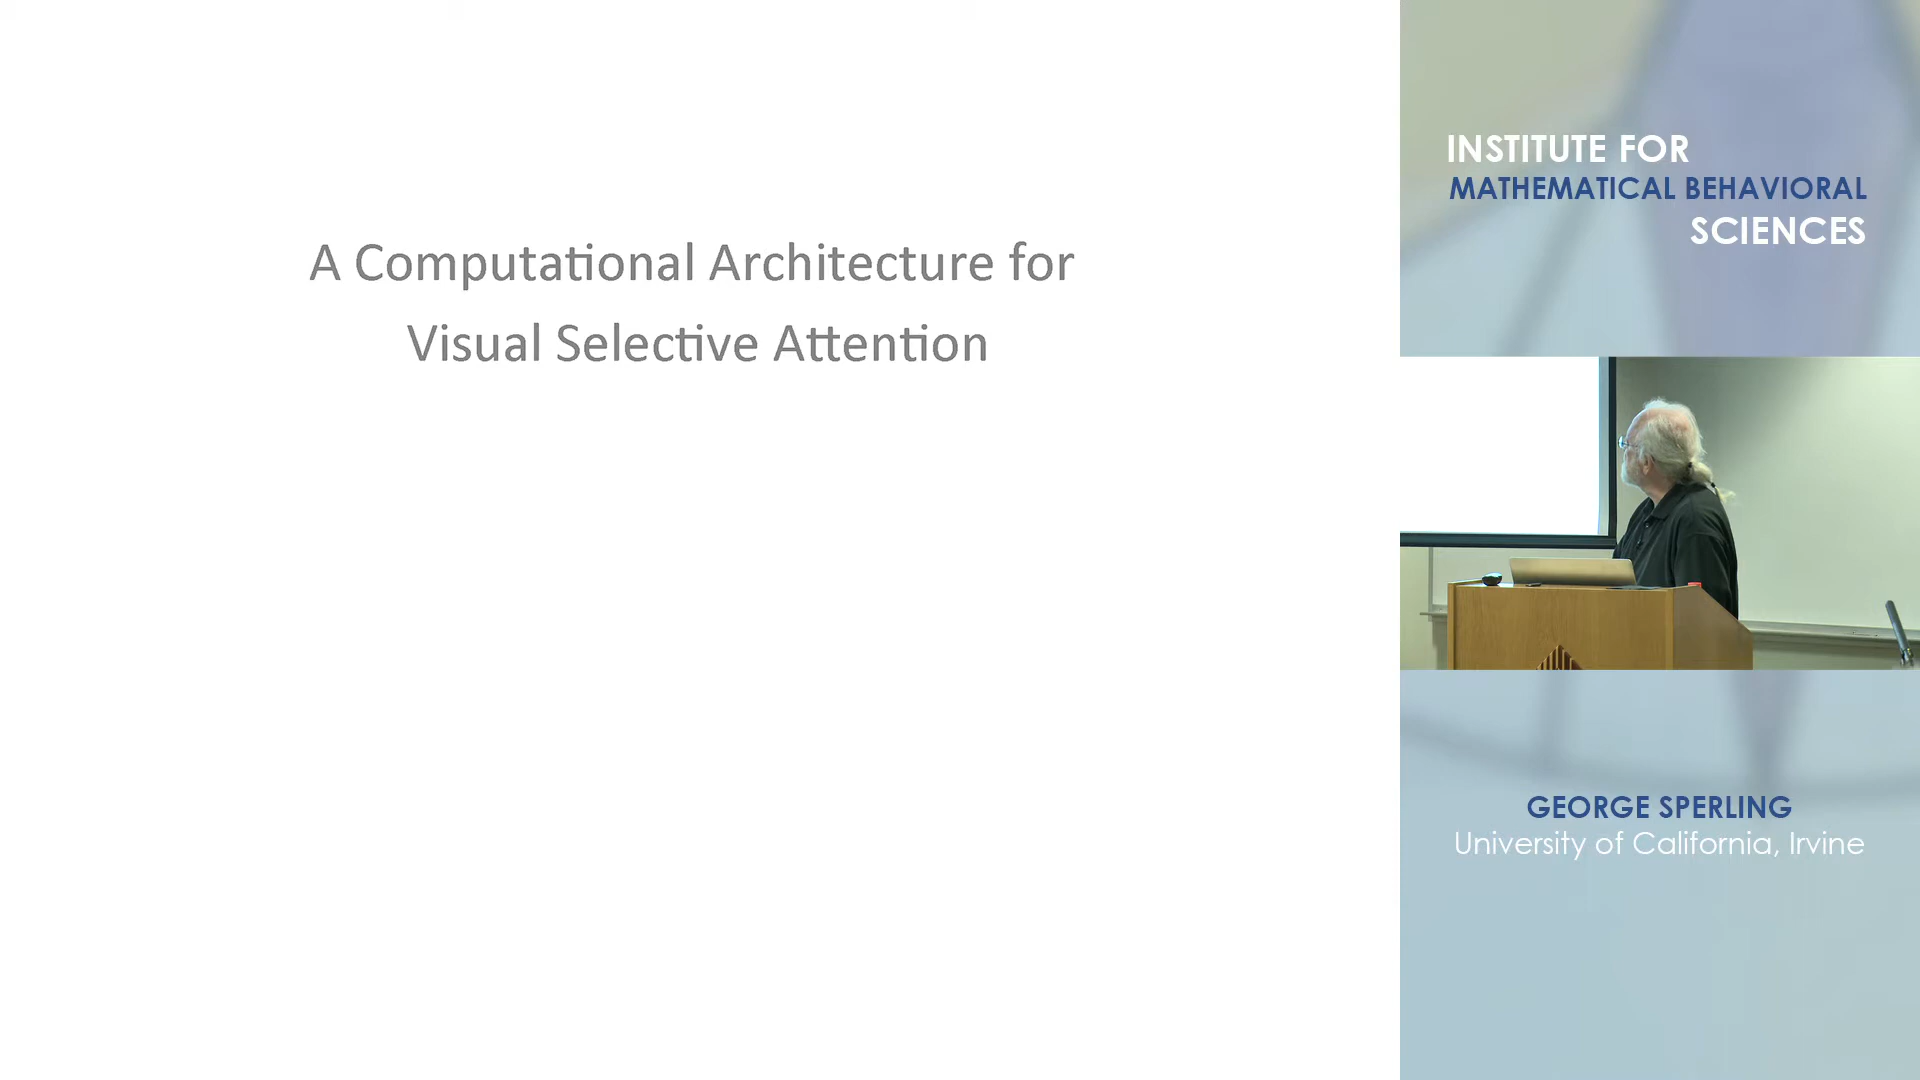 A Computational Architecture for
Visual Selective Attention
INSTITUTE FOR
MATHEMATICAL BEHAVIORAL
SCIENCES
GEORGE SPERLING
University of California, Irvine